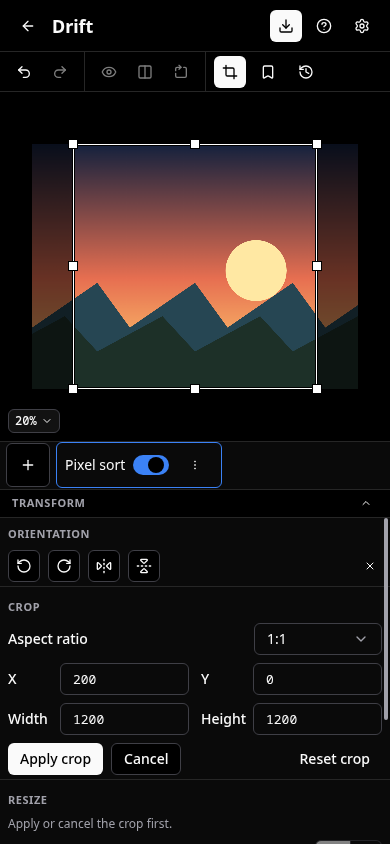 Drift
20%
Pixel sort
TRANSFORM
ORIENTATION
CROP
Aspect ratio
1:1
X 200 Y 0
Width 1200 Height 1200
Apply crop Cancel Reset crop
RESIZE
Apply or cancel the crop first.